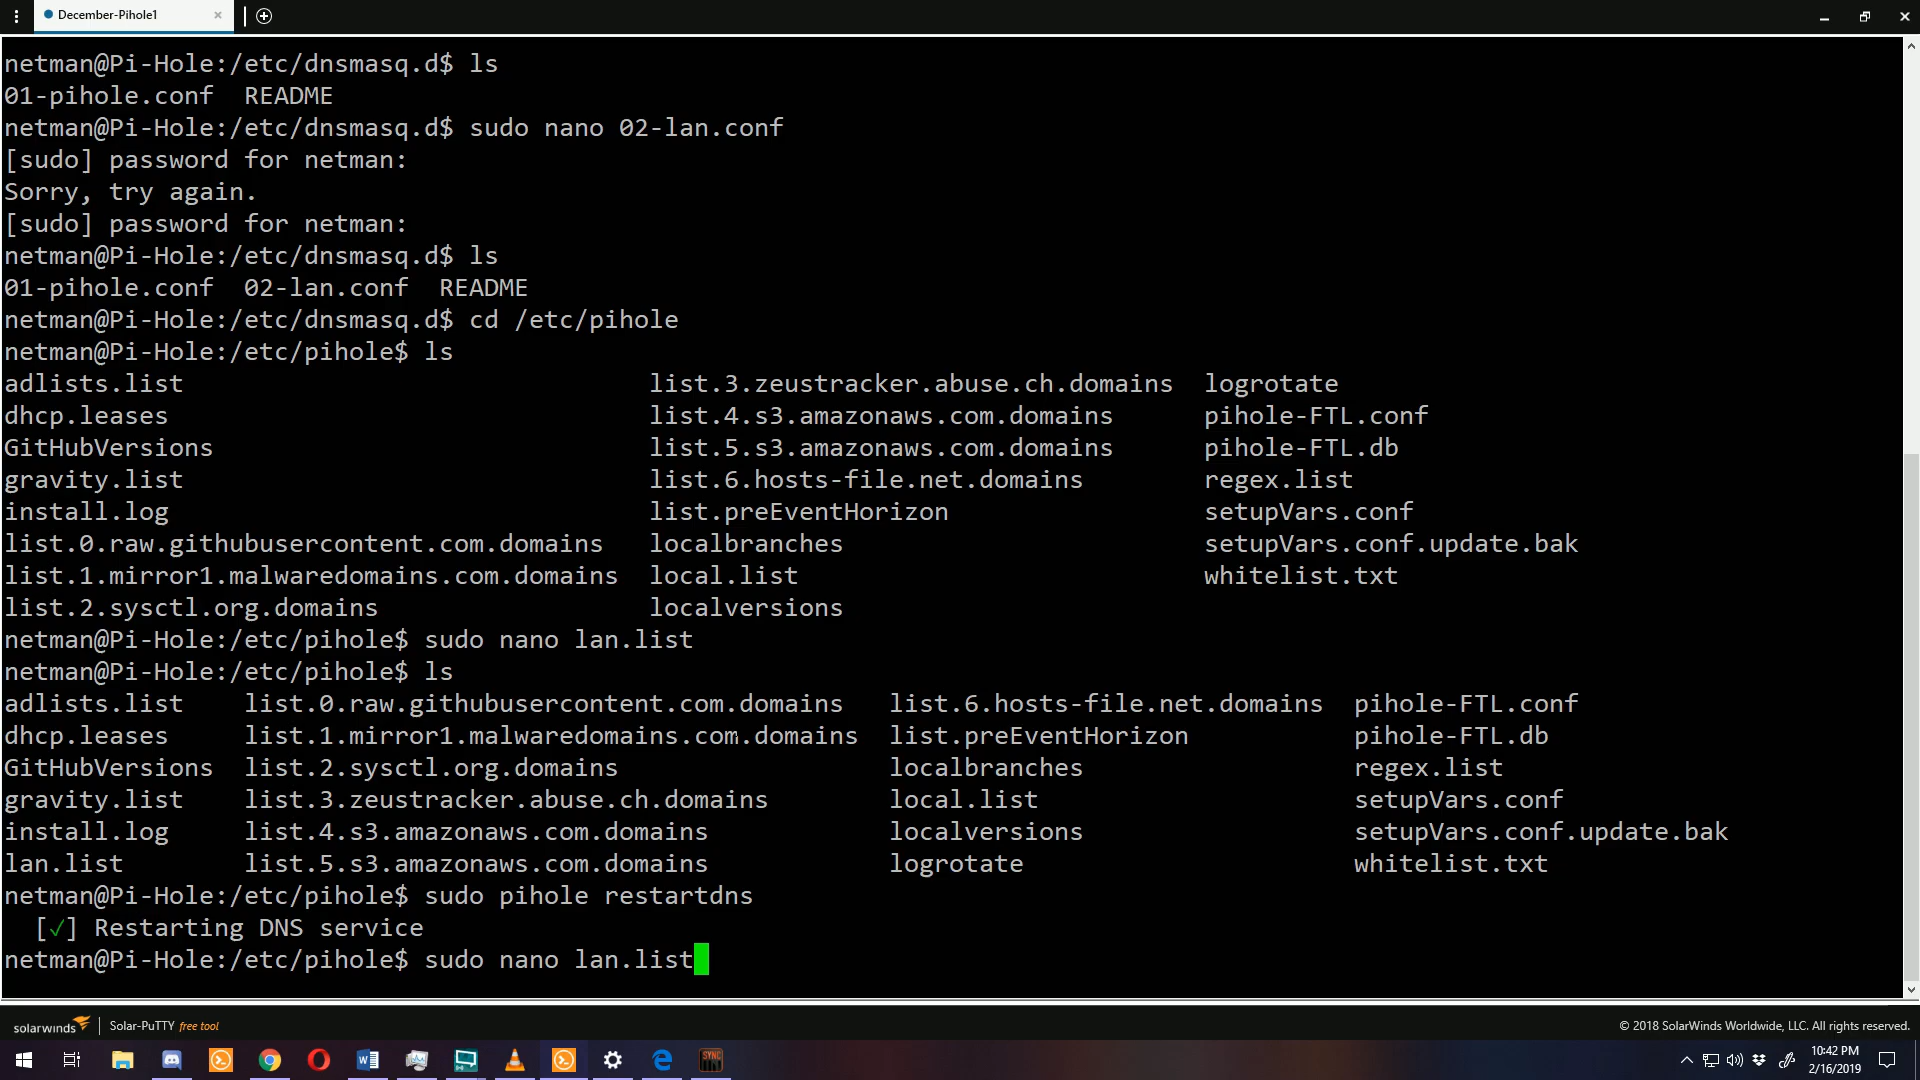 December-Pihole1
netman@Pi-Hole:/etc/dnsmasq.d$ ls
01-pihole.conf  README
netman@Pi-Hole:/etc/dnsmasq.d$ sudo nano 02-lan.conf
[sudo] password for netman:
Sorry, try again.
[sudo] password for netman:
netman@Pi-Hole:/etc/dnsmasq.d$ ls
01-pihole.conf  02-lan.conf  README
netman@Pi-Hole:/etc/dnsmasq.d$ cd /etc/pihole
netman@Pi-Hole:/etc/pihole$ ls
adlists.list  list.3.zeustracker.abuse.ch.domains  logrotate
dhcp.leases  list.4.s3.amazonaws.com.domains  pihole-FTL.conf
GitHubVersions  list.5.s3.amazonaws.com.domains  pihole-FTL.db
gravity.list  list.6.hosts-file.net.domains  regex.list
install.log  list.preEventHorizon  setupVars.conf
list.0.raw.githubusercontent.com.domains  localbranches  setupVars.conf.update.bak
list.1.mirror1.malwaredomains.com.domains  local.list  whitelist.txt
list.2.sysctl.org.domains  localversions
netman@Pi-Hole:/etc/pihole$ sudo nano lan.list
netman@Pi-Hole:/etc/pihole$ ls
adlists.list  list.0.raw.githubusercontent.com.domains  list.6.hosts-file.net.domains  pihole-FTL.conf
dhcp.leases  list.1.mirror1.malwaredomains.com.domains  list.preEventHorizon  pihole-FTL.db
GitHubVersions  list.2.sysctl.org.domains  localbranches  regex.list
gravity.list  list.3.zeustracker.abuse.ch.domains  local.list  setupVars.conf
install.log  list.4.s3.amazonaws.com.domains  localversions  setupVars.conf.update.bak
lan.list  list.5.s3.amazonaws.com.domains  logrotate  whitelist.txt
netman@Pi-Hole:/etc/pihole$ sudo pihole restartdns
[✓] Restarting DNS service
netman@Pi-Hole:/etc/pihole$ sudo nano lan.list
solarwinds | Solar-PuTTY free tool
© 2018 SolarWinds Worldwide, LLC. All rights reserved.
SYNC
10:42 PM
2/16/2019